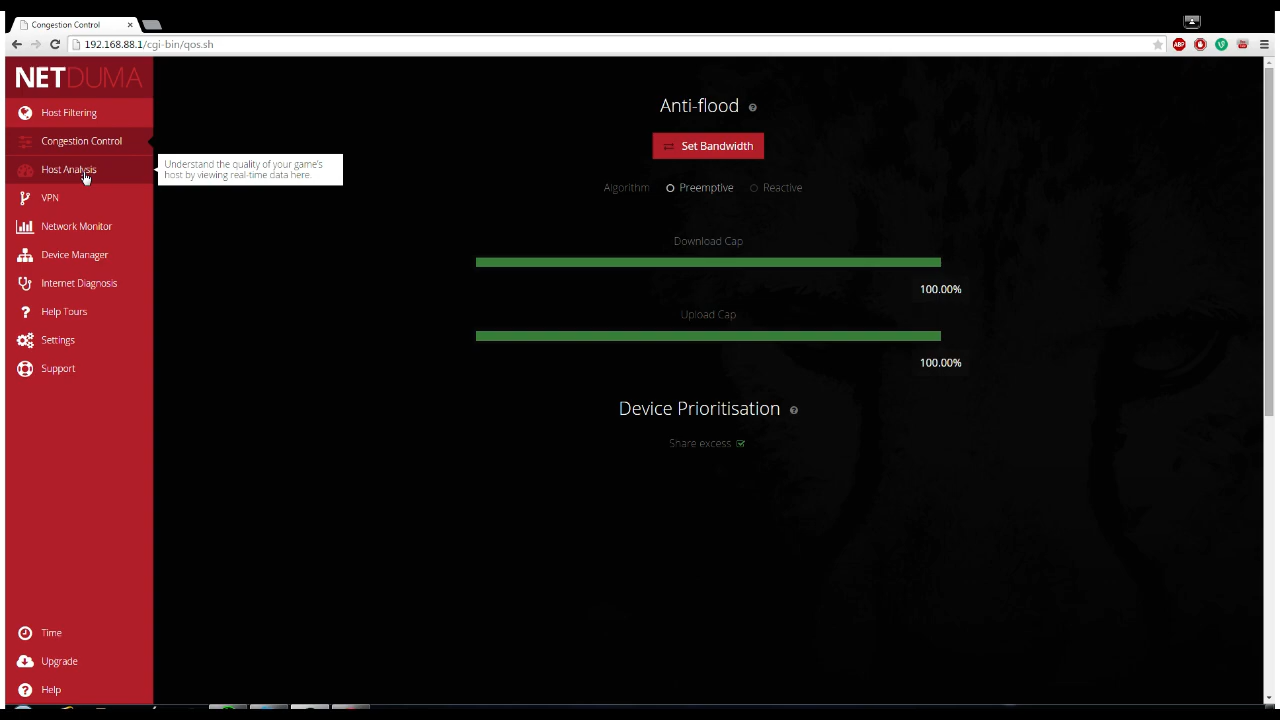 Congestion Control
192.168.88.1/cgi-bin/qos.sh
ABP
NETDUMA
Host Filtering
Congestion Control
Host Analysis
VPN
Network Monitor
Device Manager
Internet Diagnosis
Help Tours
Settings
Support
Time
Upgrade
Help
Understand the quality of your game's
host by viewing real-time data here.
Anti-flood
Set Bandwidth
Algorithm Preemptive Reactive
Download Cap
100.00%
Upload Cap
100.00%
Device Prioritisation
Share excess